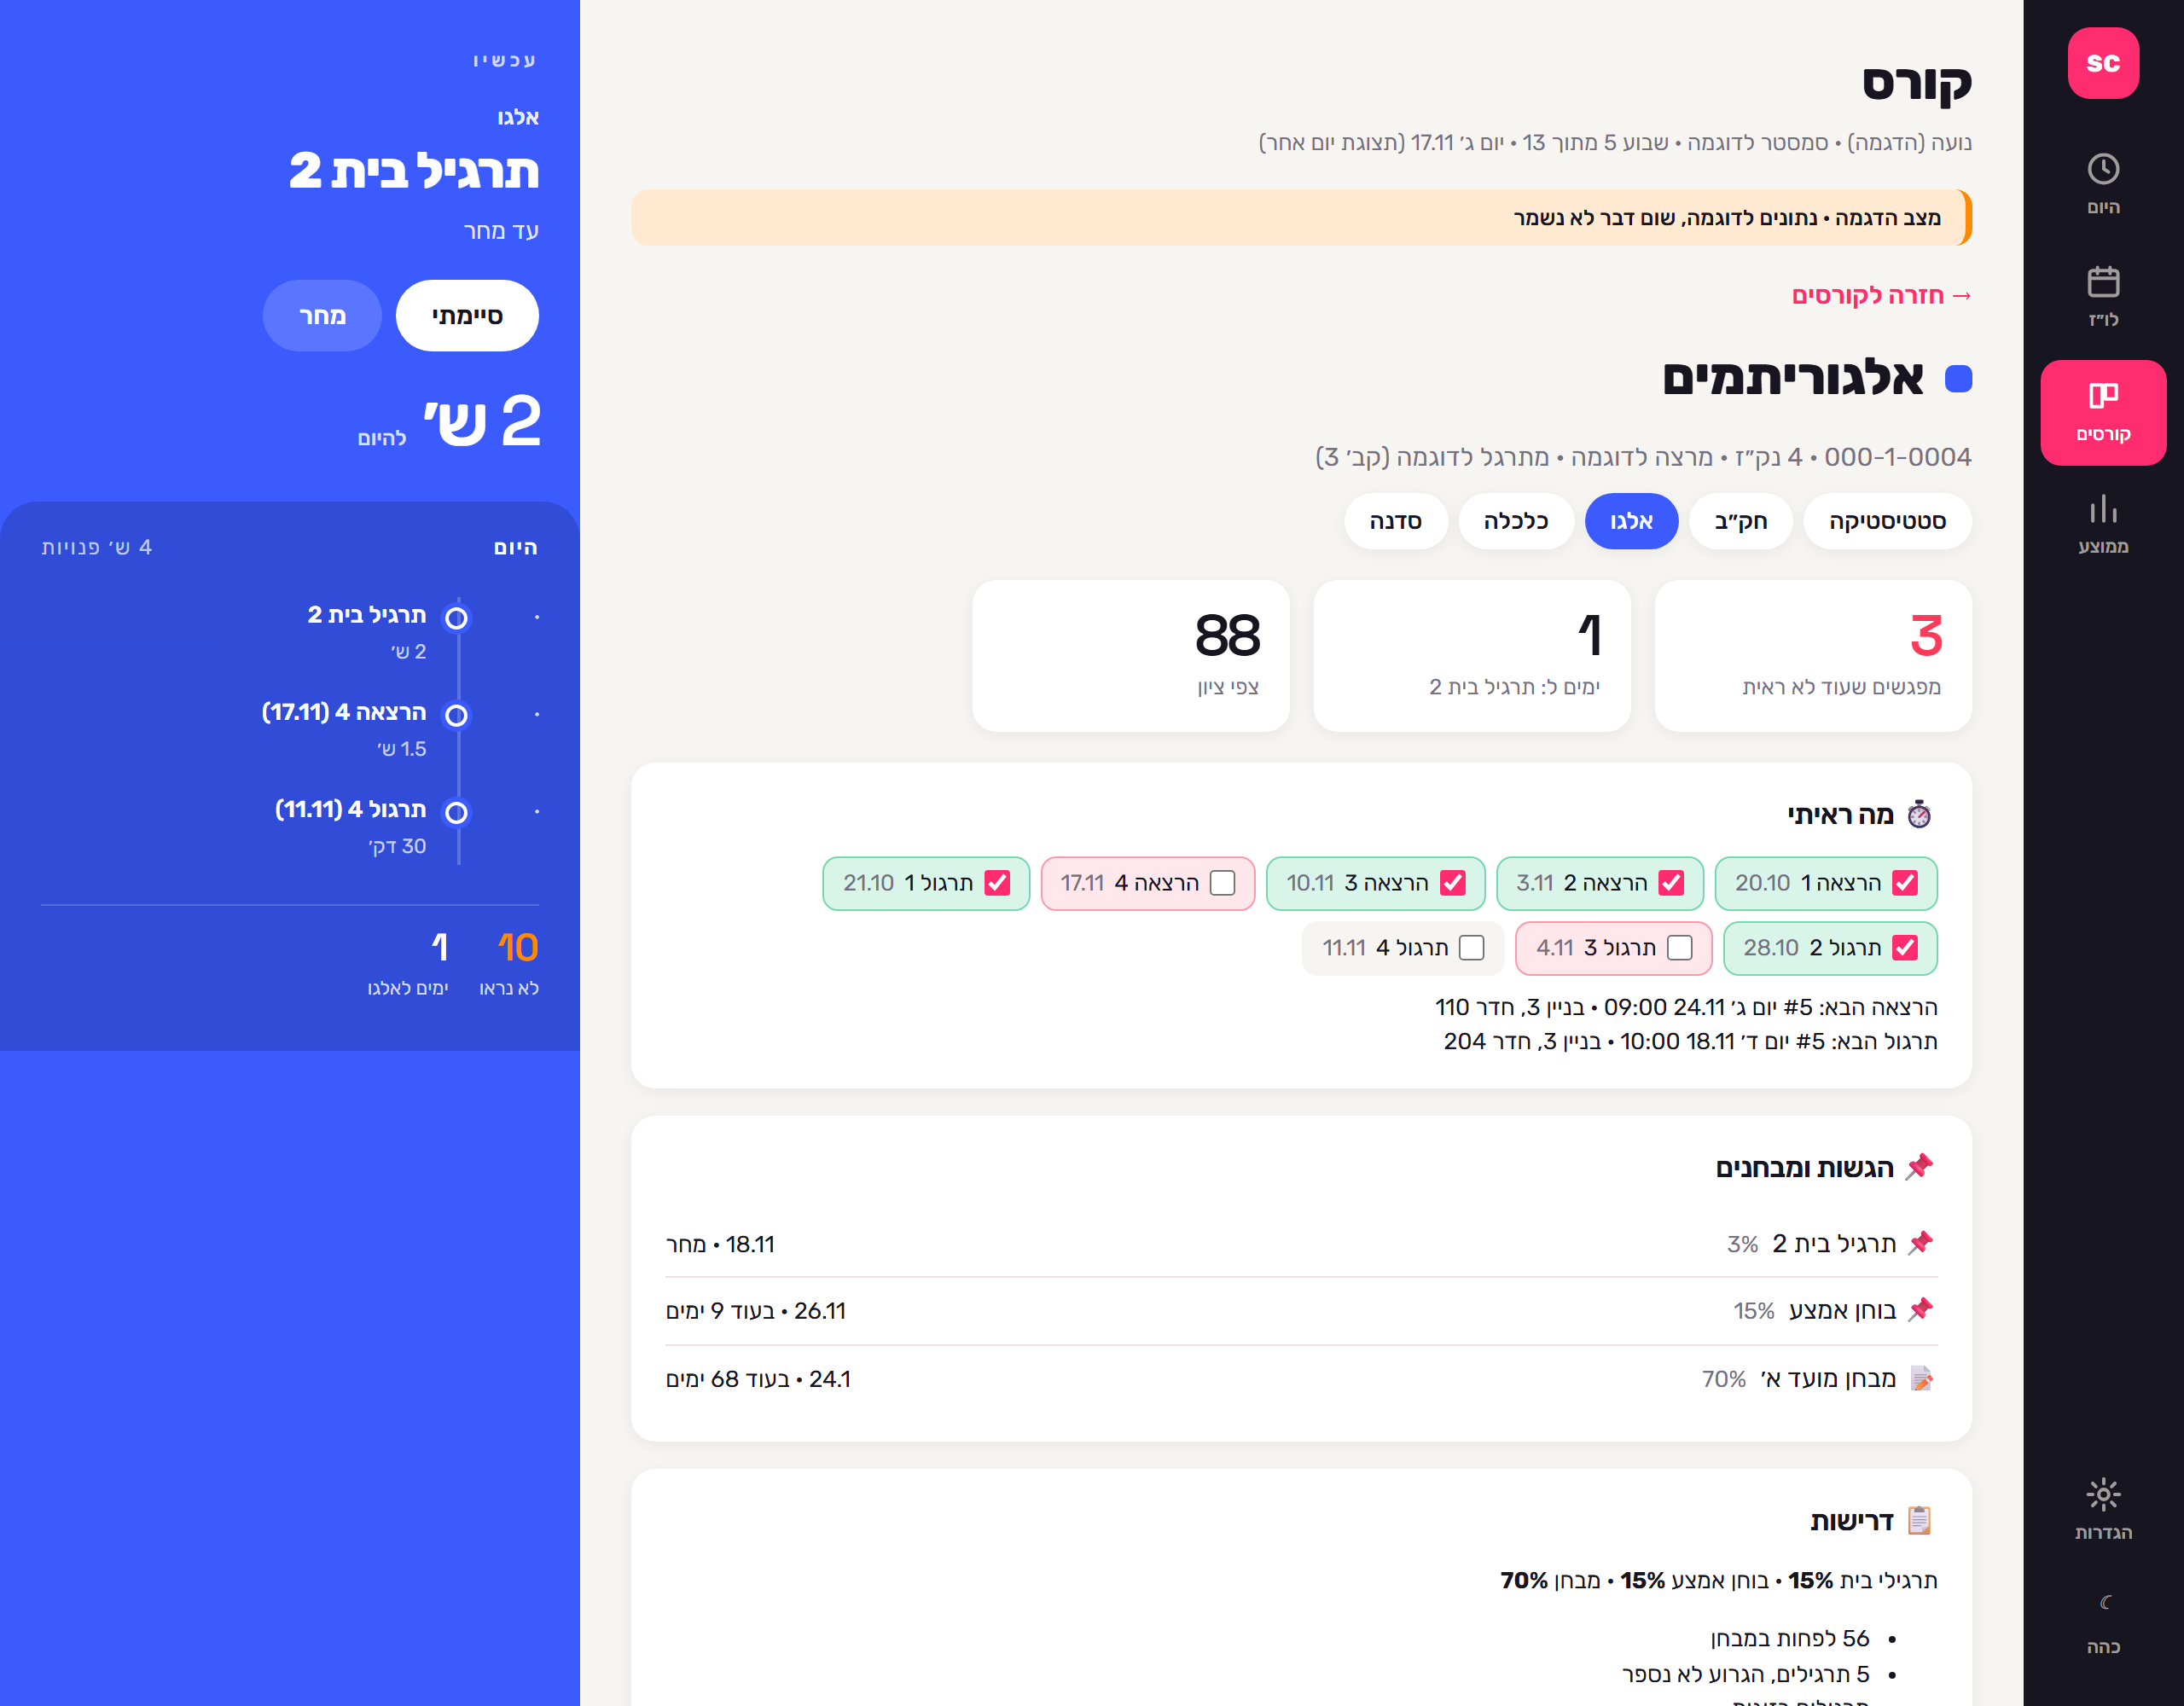 SC
היום
לו״ז
קורסים
ממוצע
הגדרות
כהה
קורס
נועה (הדגמה) • סמסטר לדוגמה • שבוע 5 מתוך 13 • יום ג׳ 17.11 (תצוגת יום אחר)
מצב הדגמה • נתונים לדוגמה, שום דבר לא נשמר
→ חזרה לקורסים
אלגוריתמים
000-1-0004 • 4 נק״ז • מרצה לדוגמה • מתרגל לדוגמה (קב׳ 3)
סטטיסטיקה
חק״ב
אלגו
כלכלה
סדנה
3
מפגשים שעוד לא ראית
1
ימים ל: תרגיל בית 2
88
צפי ציון
⏱️ מה ראיתי
הרצאה 1 20.10
הרצאה 2 3.11
הרצאה 3 10.11
הרצאה 4 17.11
תרגול 1 21.10
תרגול 2 28.10
תרגול 3 4.11
תרגול 4 11.11
הרצאה הבא: #5 יום ג׳ 24.11 09:00 • בניין 3, חדר 110
תרגול הבא: #5 יום ד׳ 18.11 10:00 • בניין 3, חדר 204
📌 הגשות ומבחנים
📌 תרגיל בית 2 3% 18.11 • מחר
📌 בוחן אמצע 15% 26.11 • בעוד 9 ימים
📝 מבחן מועד א׳ 70% 24.1 • בעוד 68 ימים
📋 דרישות
תרגילי בית 15% • בוחן אמצע 15% • מבחן 70%
• 56 לפחות במבחן
• 5 תרגילים, הגרוע לא נספר
עכשיו
אלגו
תרגיל בית 2
עד מחר
סיימתי
מחר
2 ש׳ להיום
היום
4 ש׳ פנויות
תרגיל בית 2
2 ש׳
הרצאה 4 (17.11)
1.5 ש׳
תרגול 4 (11.11)
30 דק׳
10
לא נראו
1
ימים לאלגו